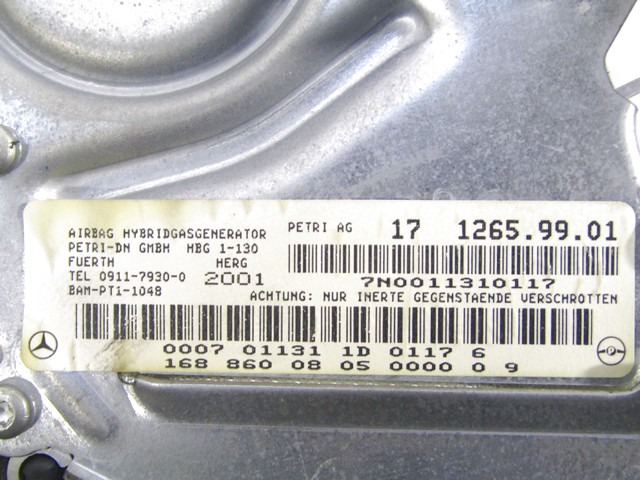 AIRBAG HYBRIDGASGENERATOR PETRI AG 17 1265.99.01
PETRI-DN GMBH HBG 1-130
FUERTH HERG
TEL 0911-7930-0 2001 7N0011310117
BAM-PT1-1048 ACHTUNG: NUR INERTE GEGENSTAENDE VERSCHROTTEN
0007 01131 1D 0117 6
168 860 08 05 0000 0 9